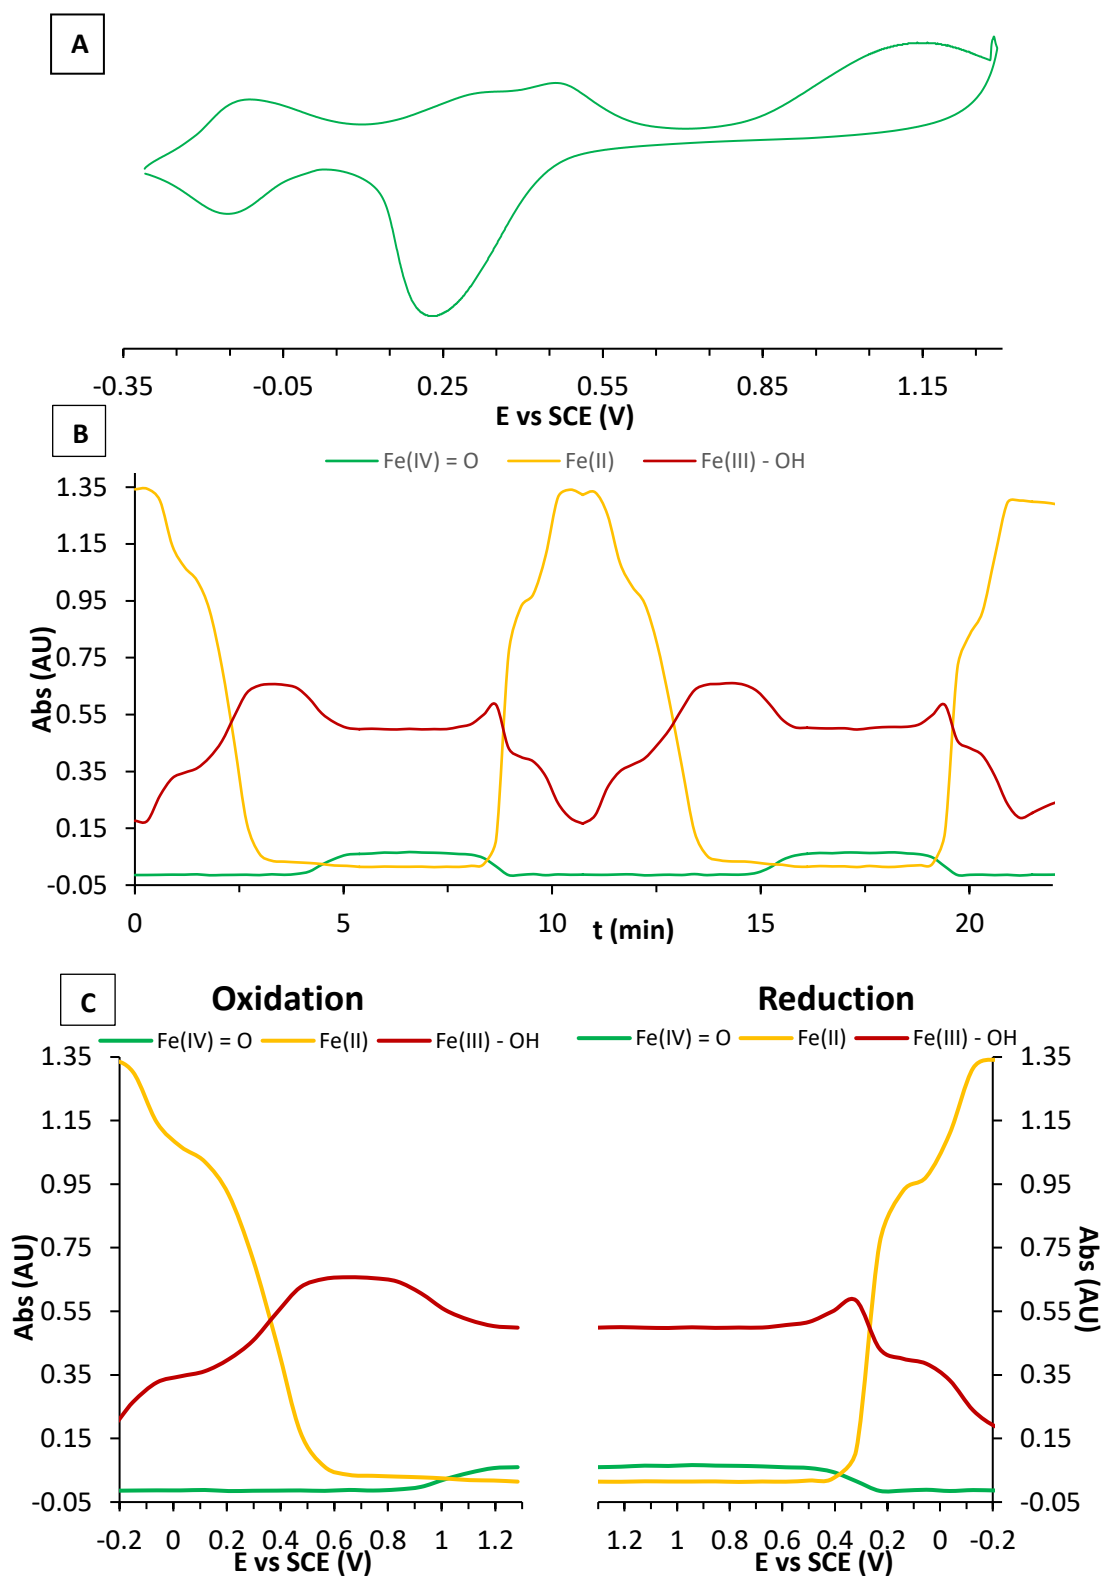 A
-0.35 -0.05 0.25 0.55 0.85 1.15
E vs SCE (V)
B
Fe(IV) = O Fe(II) Fe(III) - OH
1.35
1.15
0.95
0.75
0.55
0.35
0.15
-0.05
Abs (AU)
0 5 10 15 20
t (min)
C
Oxidation Reduction
Fe(IV) = O Fe(II) Fe(III) - OH
Fe(IV) = O Fe(II) Fe(III) - OH
1.35
1.15
0.95
0.75
0.55
0.35
0.15
-0.05
Abs (AU)
-0.2 0 0.2 0.4 0.6 0.8 1 1.2
E vs SCE (V)
1.35
1.15
0.95
0.75
0.55
0.35
0.15
-0.05
Abs (AU)
1.2 1 0.8 0.6 0.4 0.2 0 -0.2
E vs SCE (V)